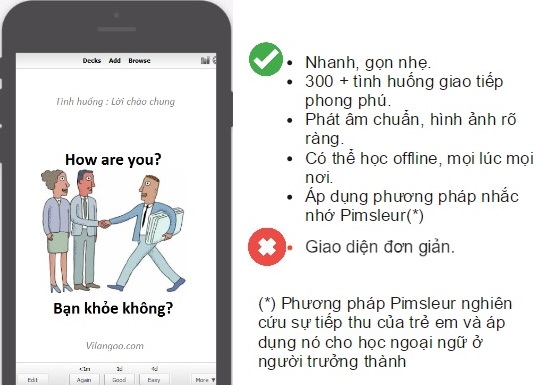 Decks Add Browse
Tình huống : Lời chào chung
How are you?
Bạn khỏe không?
Vilangoo.com
<1m 1d 4d
Edit Again Good Easy More ▼
• Nhanh, gọn nhẹ.
• 300 + tình huống giao tiếp
phong phú.
• Phát âm chuẩn, hình ảnh rõ
ràng.
• Có thể học offline, mọi lúc mọi
nơi.
• Áp dụng phương pháp nhắc
nhớ Pimsleur(*)
• Giao diện đơn giản.
(*) Phương pháp Pimsleur nghiên
cứu sự tiếp thu của trẻ em và áp
dụng nó cho học ngoại ngữ ở
người trưởng thành